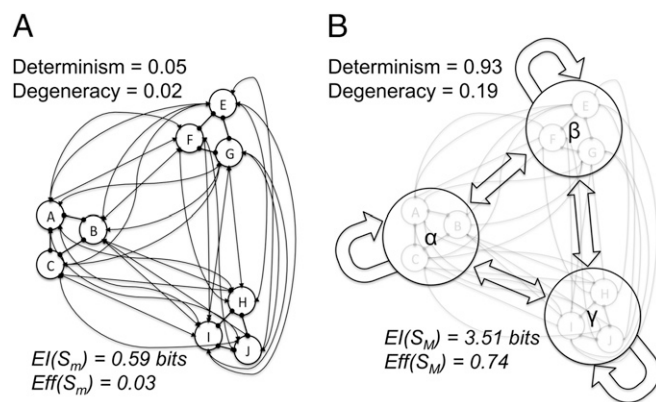 A
Determinism = 0.05
Degeneracy = 0.02
E
F
G
A
B
C
H
I
J
EI(Sm) = 0.59 bits
Eff(Sm) = 0.03
B
Determinism = 0.93
Degeneracy = 0.19
E
F
β
G
A
B
α
C
H
γ
I
J
EI(SM) = 3.51 bits
Eff(SM) = 0.74